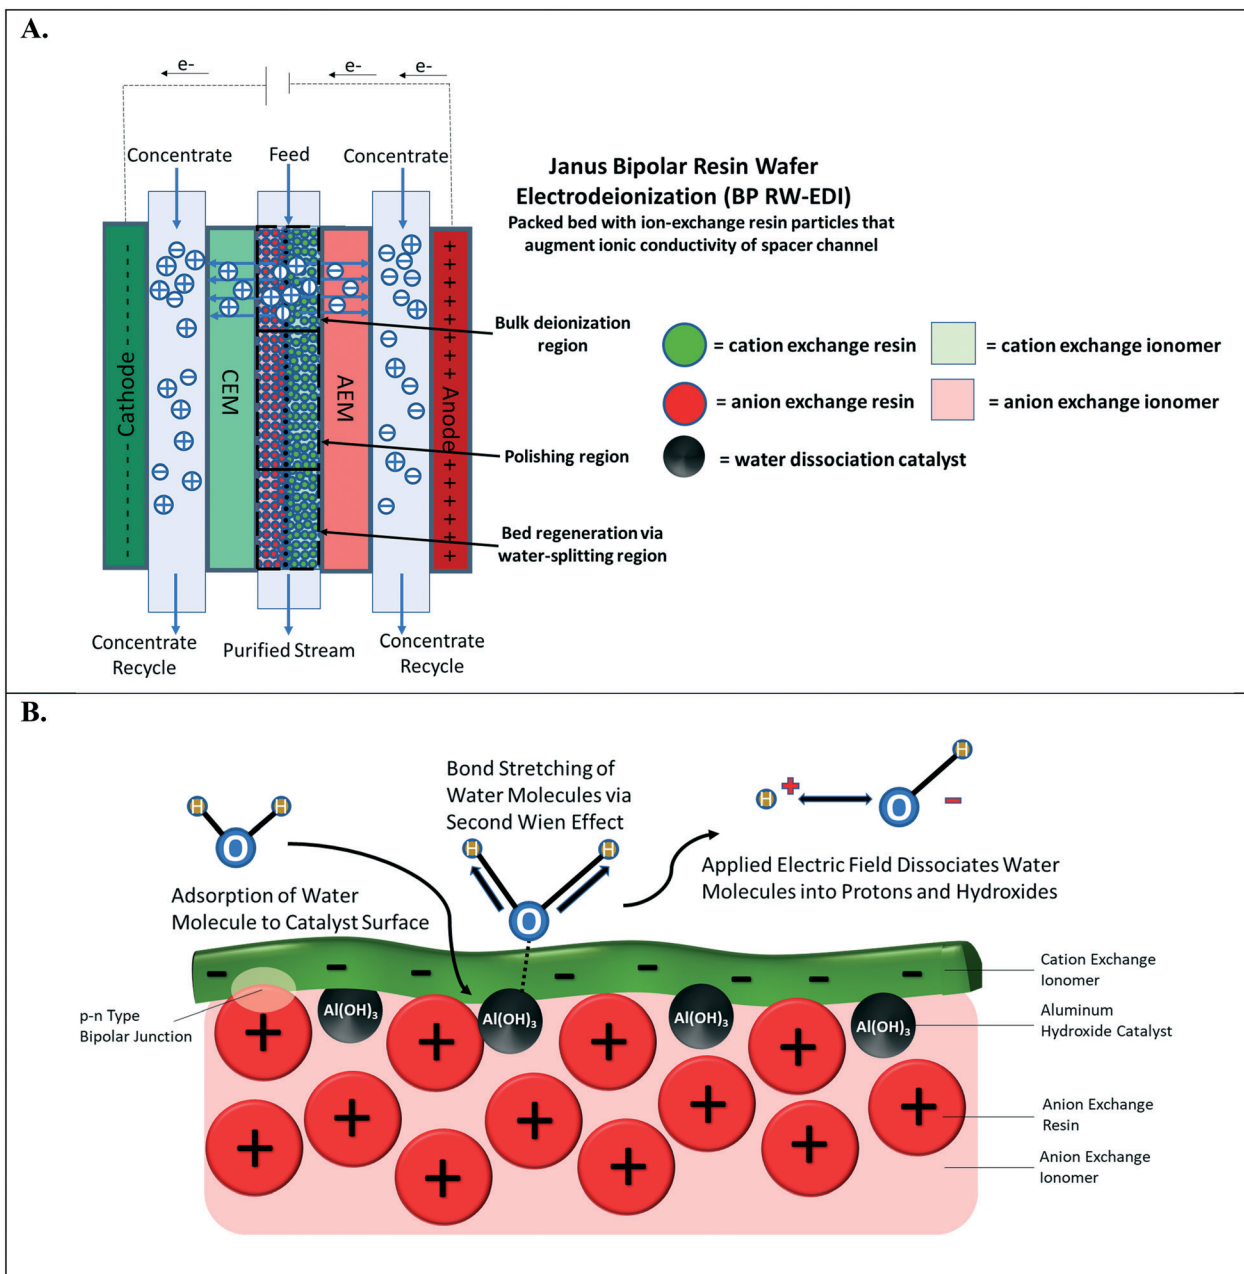 A.
e-
e-
e-
Concentrate
Feed
Concentrate
Janus Bipolar Resin Wafer
Electrodeionization (BP RW-EDI)
Packed bed with ion-exchange resin particles that
augment ionic conductivity of spacer channel
Cathode
CEM
AEM
Anode
Bulk deionization
region
Polishing region
Bed regeneration via
water-splitting region
= cation exchange resin
= cation exchange ionomer
= anion exchange resin
= anion exchange ionomer
= water dissociation catalyst
Concentrate
Recycle
Purified Stream
Concentrate
Recycle
B.
H
H
O
Adsorption of Water
Molecule to Catalyst Surface
Bond Stretching of
Water Molecules via
Second Wien Effect
H
H
O
H
+
O
H
-
Applied Electric Field Dissociates Water
Molecules into Protons and Hydroxides
p-n Type
Bipolar Junction
Al(OH)₃
Al(OH)₃
Al(OH)₃
Al(OH)₃
Cation Exchange
Ionomer
Aluminum
Hydroxide Catalyst
Anion Exchange
Resin
Anion Exchange
Ionomer